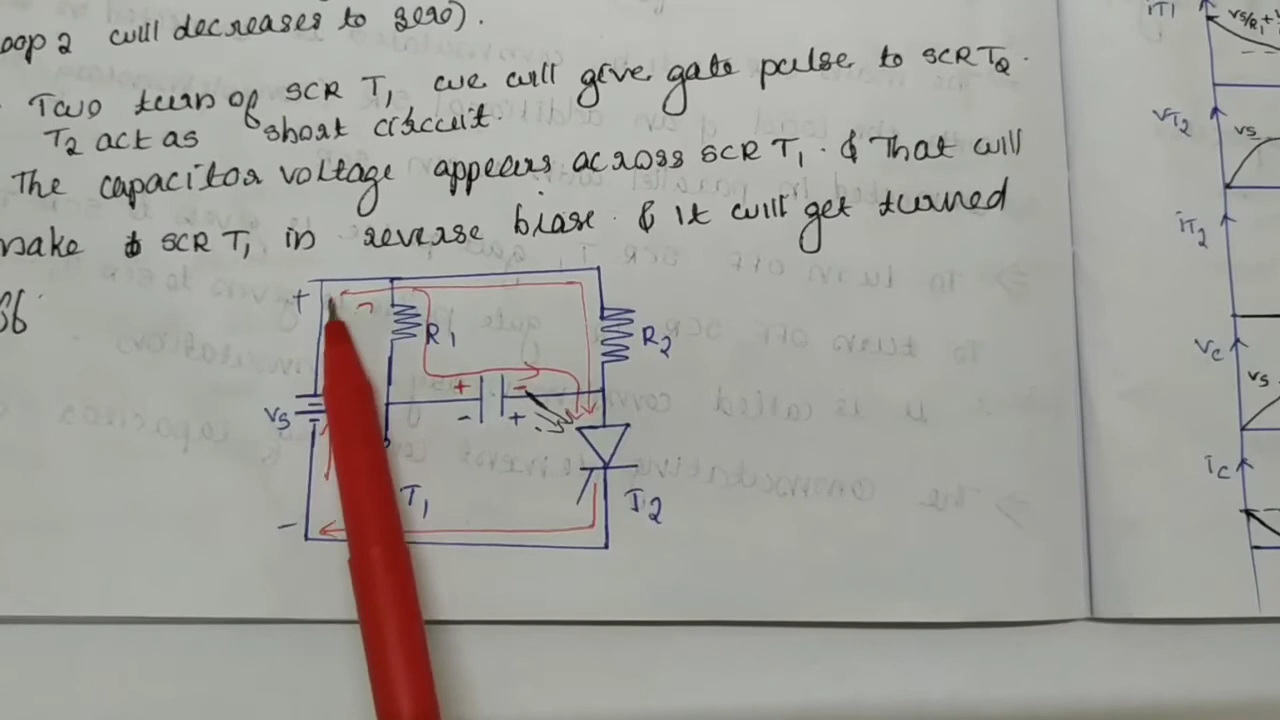 oop 2 will decreases to zero).
Two turn of SCR T1, we will give gate pulse to SCR T2.
T2 act as short circuit.
The capacitor voltage appears across SCR T1. & That will
make SCR T1 in reverse biase. & it will get turned
+
R1
R2
+ -
Vs
- +
T1
T2
-
iT1
Vs/R1+
VT2
Vs
iT2
Vc
Vs
ic